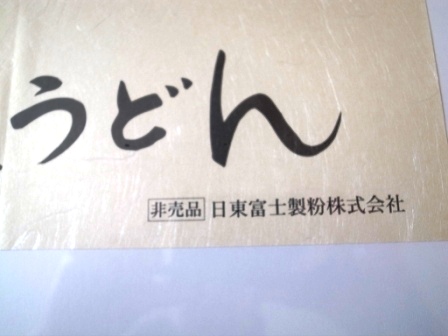 うどん
非売品 日東富士製粉株式会社